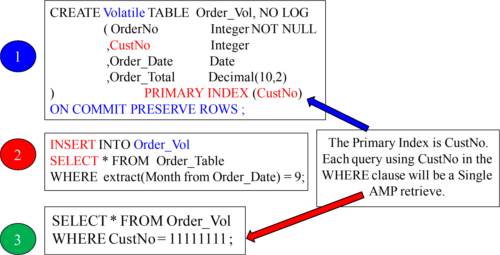 CREATE Volatile TABLE Order_Vol, NO LOG
( OrderNo Integer NOT NULL
,CustNo Integer
,Order_Date Date
,Order_Total Decimal(10,2)
) PRIMARY INDEX (CustNo)
ON COMMIT PRESERVE ROWS ;
1
INSERT INTO Order_Vol
SELECT * FROM Order_Table
WHERE extract(Month from Order_Date) = 9;
2
The Primary Index is CustNo.
Each query using CustNo in the
WHERE clause will be a Single
AMP retrieve.
SELECT * FROM Order_Vol
WHERE CustNo = 11111111 ;
3